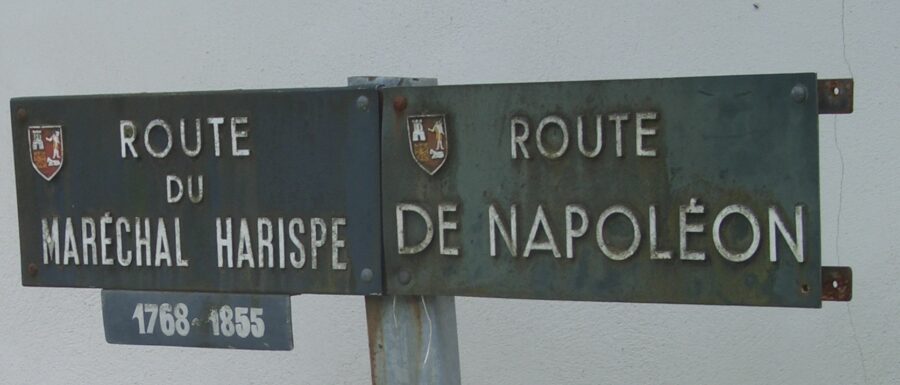 ROUTE
DU
MARÉCHAL HARISPE
1768-1855
ROUTE
DE NAPOLÉON